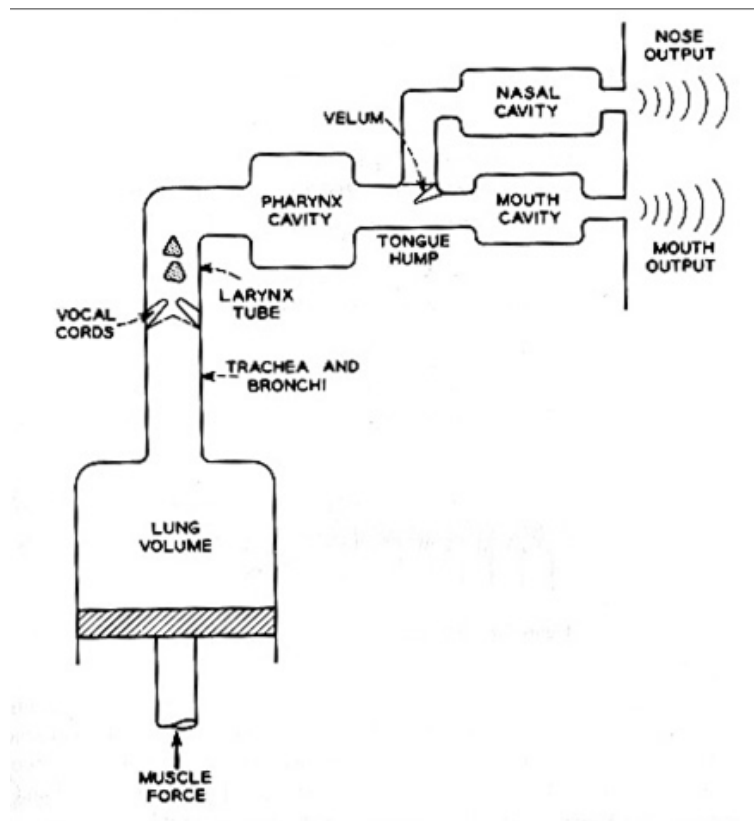 NOSE
OUTPUT
NASAL
CAVITY
VELUM
PHARYNX
CAVITY
MOUTH
CAVITY
TONGUE
HUMP
MOUTH
OUTPUT
LARYNX
TUBE
VOCAL
CORDS
TRACHEA AND
BRONCHI
LUNG
VOLUME
MUSCLE
FORCE